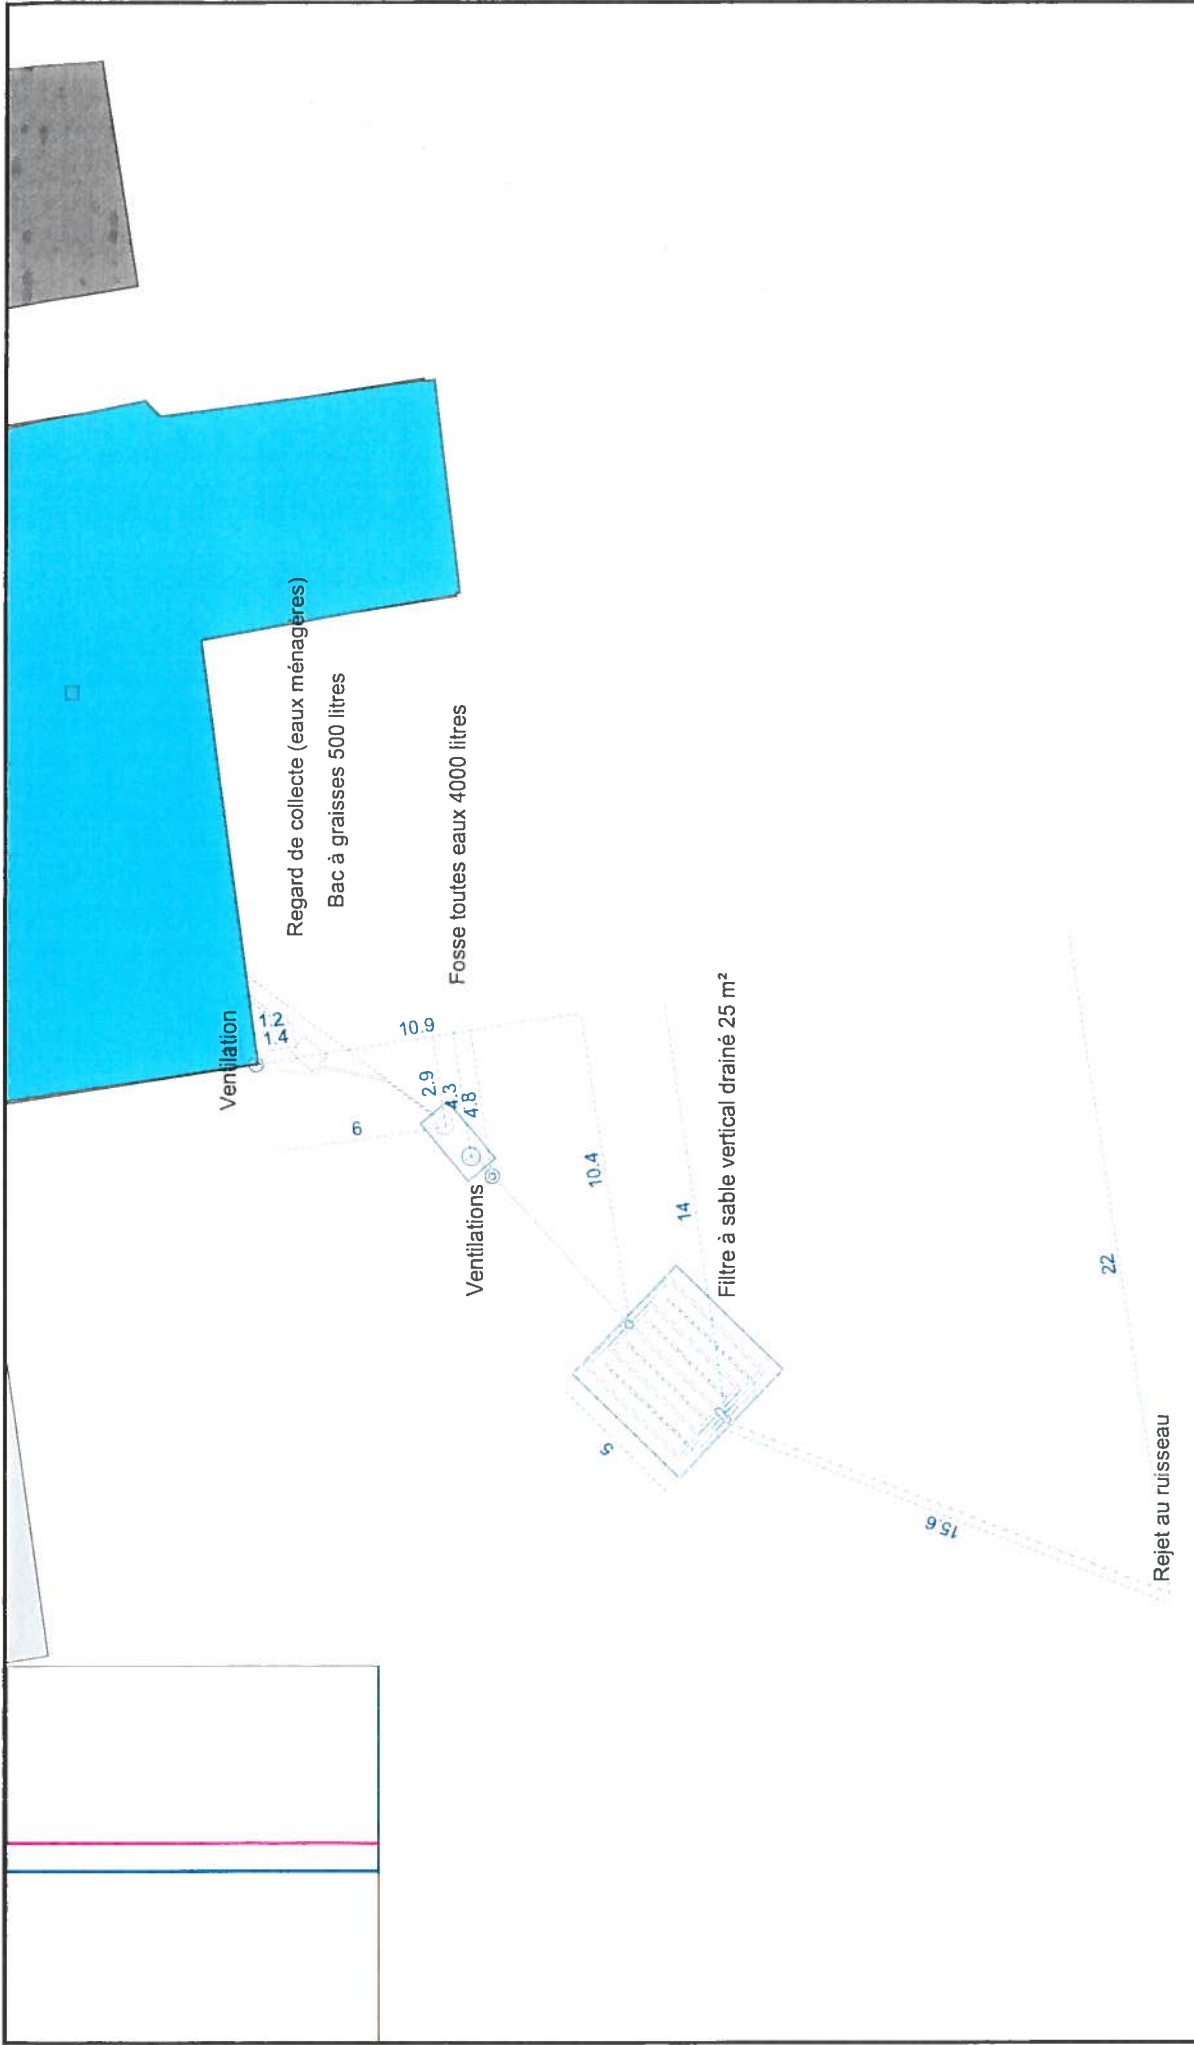 Ventilation
1.2
1.4
Regard de collecte (eaux ménagères)
Bac à graisses 500 litres
10.9
6
2.9
4.3
4.8
Fosse toutes eaux 4000 litres
Ventilations
10.4
14
Filtre à sable vertical drainé 25 m²
5
15.6
22
Rejet au ruisseau